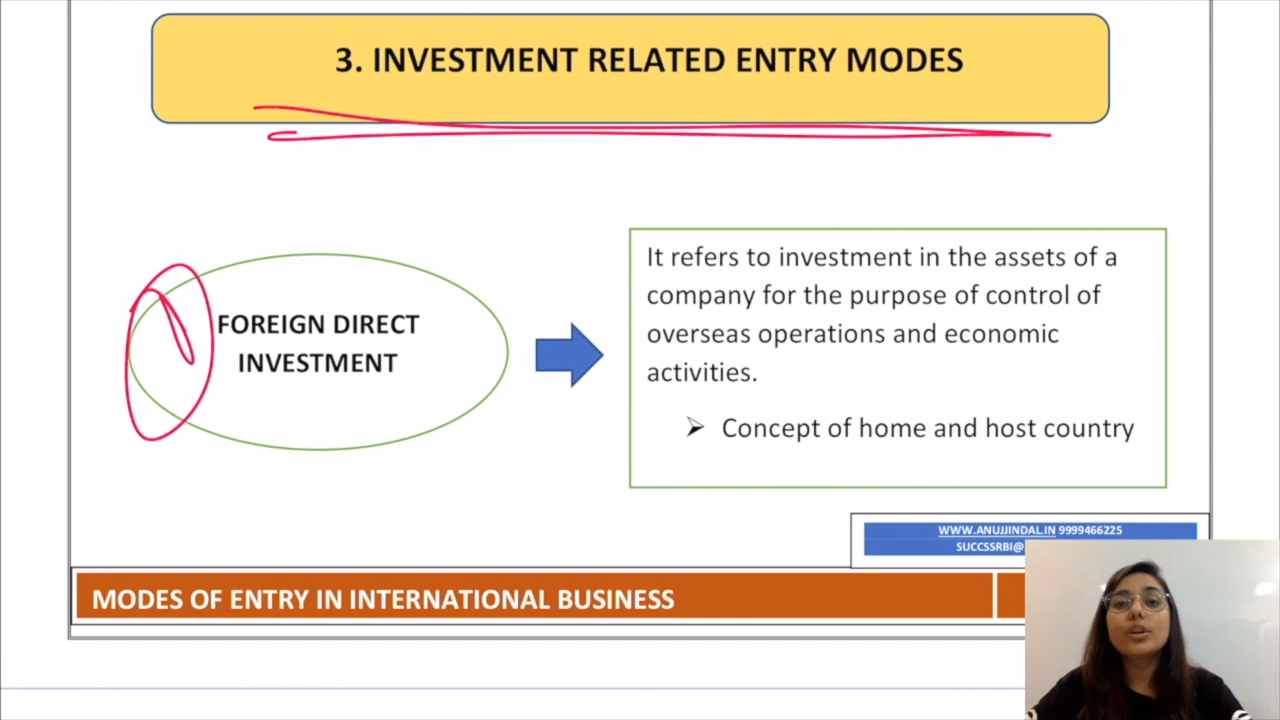 3. INVESTMENT RELATED ENTRY MODES
FOREIGN DIRECT
INVESTMENT
It refers to investment in the assets of a
company for the purpose of control of
overseas operations and economic
activities.
➢ Concept of home and host country
WWW.ANUJJINDAL.IN 9999466225
SUCCSSRBI@
MODES OF ENTRY IN INTERNATIONAL BUSINESS